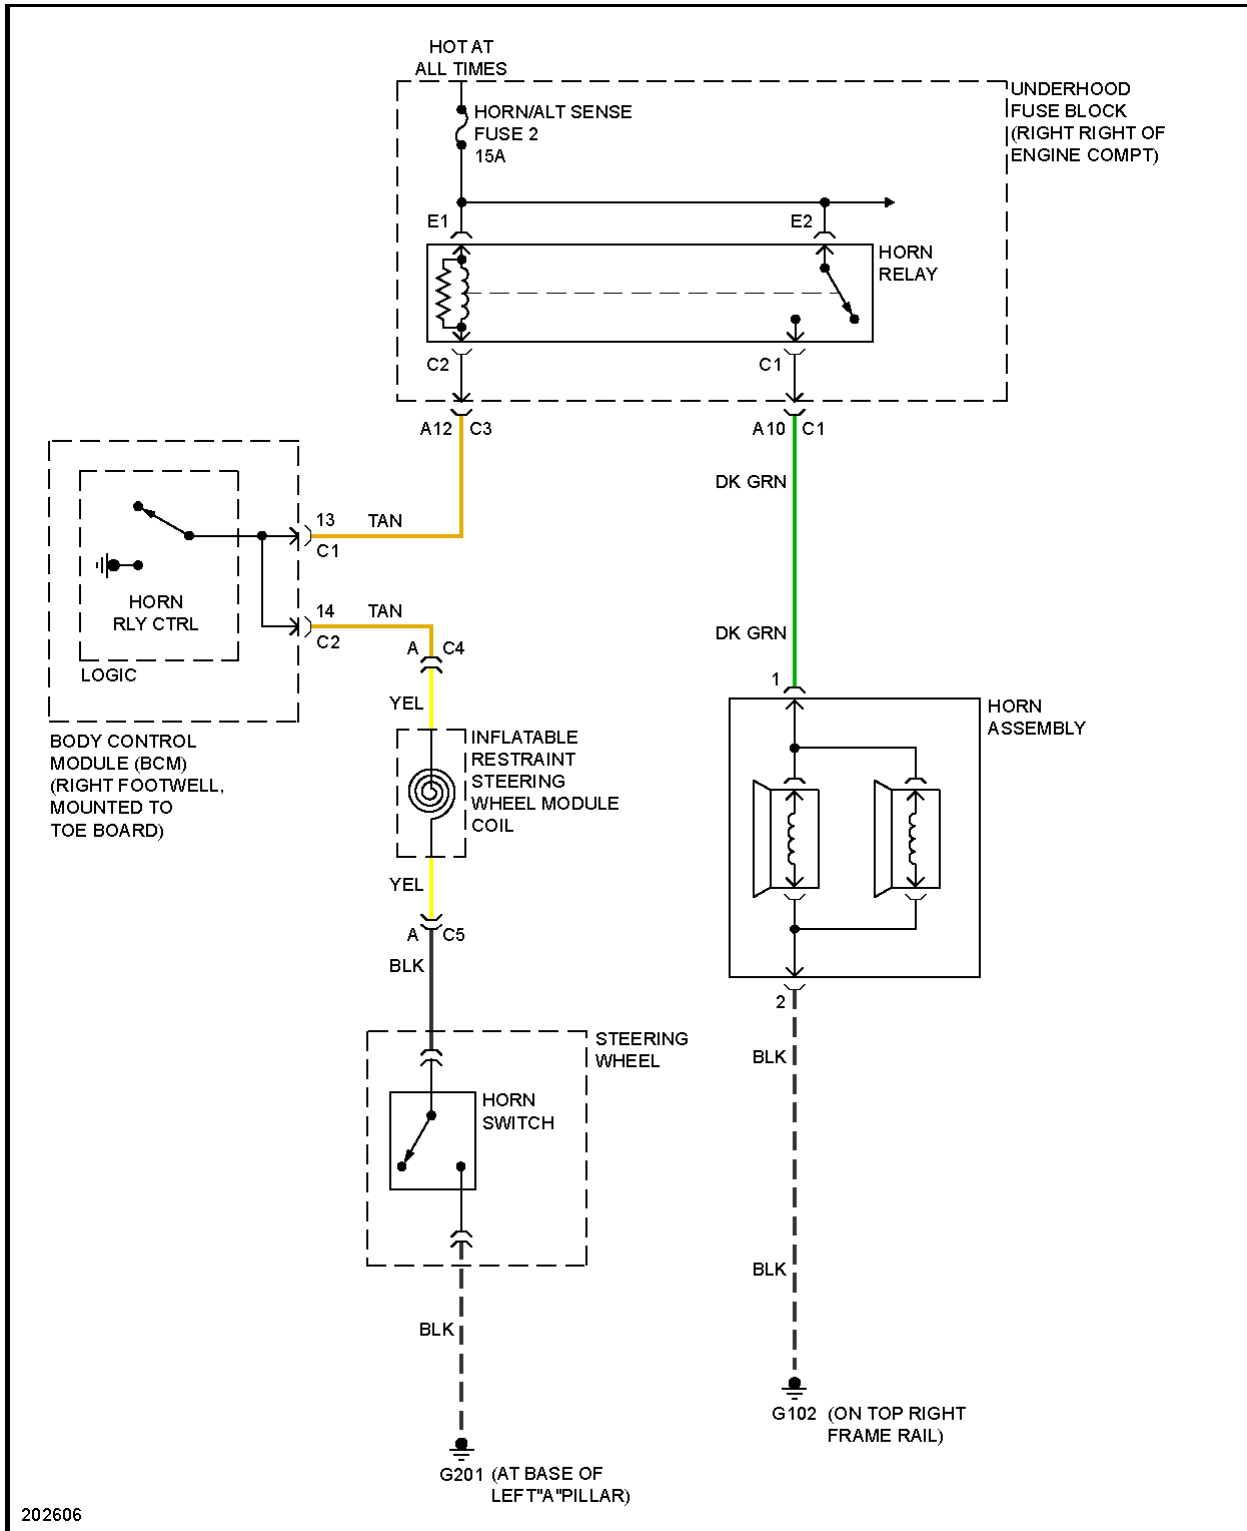 HOT AT
ALL TIMES
HORN/ALT SENSE
FUSE 2
15A
UNDERHOOD
FUSE BLOCK
(RIGHT RIGHT OF
ENGINE COMPT)
E1
E2
HORN
RELAY
C2
C1
A12
C3
A10
C1
DK GRN
13
TAN
C1
HORN
RLY CTRL
14
TAN
C2
LOGIC
DK GRN
A
C4
1
YEL
HORN
ASSEMBLY
BODY CONTROL
MODULE (BCM)
(RIGHT FOOTWELL,
MOUNTED TO
TOE BOARD)
INFLATABLE
RESTRAINT
STEERING
WHEEL MODULE
COIL
YEL
A
C5
BLK
2
STEERING
WHEEL
BLK
HORN
SWITCH
BLK
BLK
G102
(ON TOP RIGHT
FRAME RAIL)
G201
(AT BASE OF
LEFT"A"PILLAR)
202606